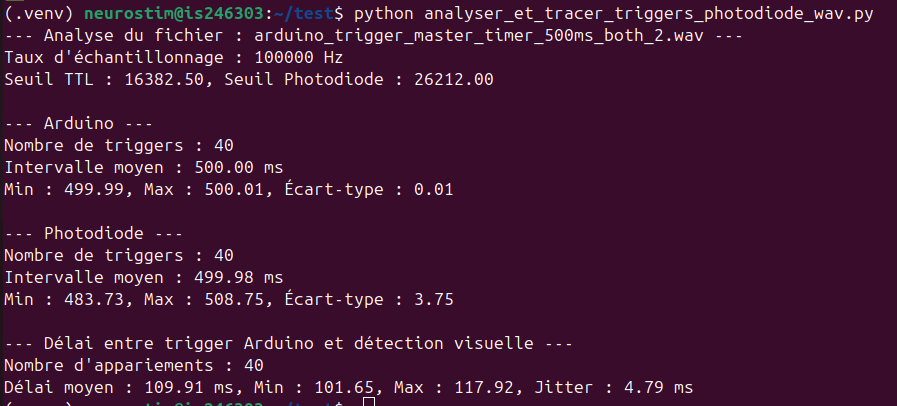 (.venv) neurostim@is246303:~/test$ python analyser_et_tracer_triggers_photodiode_wav.py
--- Analyse du fichier : arduino_trigger_master_timer_500ms_both_2.wav ---
Taux d'échantillonnage : 100000 Hz
Seuil TTL : 16382.50, Seuil Photodiode : 26212.00
--- Arduino ---
Nombre de triggers : 40
Intervalle moyen : 500.00 ms
Min : 499.99, Max : 500.01, Écart-type : 0.01
--- Photodiode ---
Nombre de triggers : 40
Intervalle moyen : 499.98 ms
Min : 483.73, Max : 508.75, Écart-type : 3.75
--- Délai entre trigger Arduino et détection visuelle ---
Nombre d'appariements : 40
Délai moyen : 109.91 ms, Min : 101.65, Max : 117.92, Jitter : 4.79 ms
(.venv) neurostim@is246303:~/test$